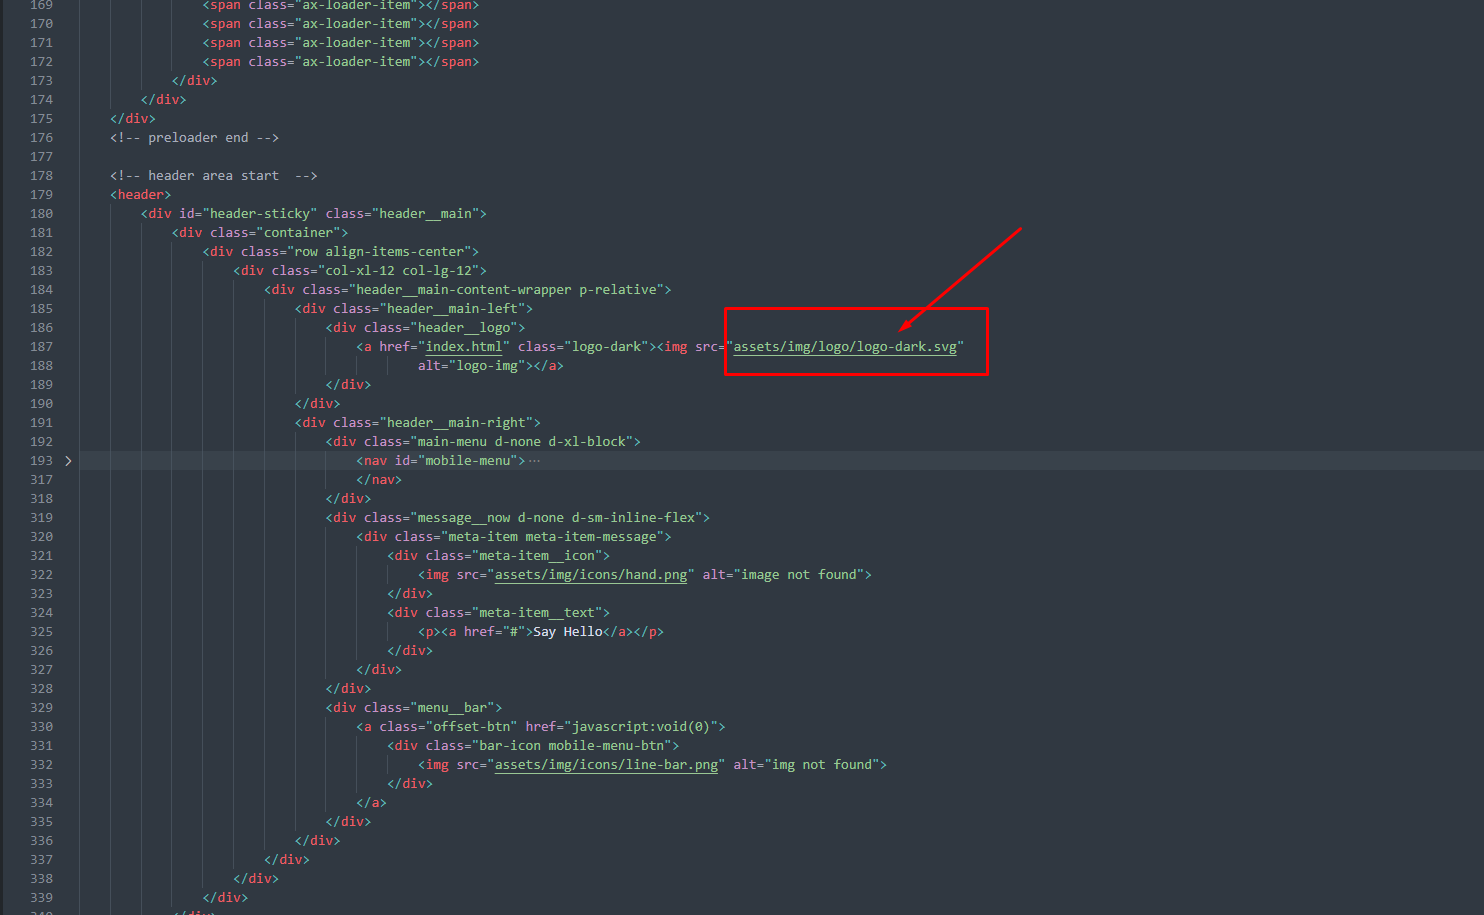 169 <span class="ax-loader-item"></span>
170 <span class="ax-loader-item"></span>
171 <span class="ax-loader-item"></span>
172 <span class="ax-loader-item"></span>
173 </div>
174 </div>
175 </div>
176 <!-- preloader end -->
177
178 <!-- header area start  -->
179 <header>
180 <div id="header-sticky" class="header__main">
181 <div class="container">
182 <div class="row align-items-center">
183 <div class="col-xl-12 col-lg-12">
184 <div class="header__main-content-wrapper p-relative">
185 <div class="header__main-left">
186 <div class="header__logo">
187 <a href="index.html" class="logo-dark"><img src="assets/img/logo/logo-dark.svg"
188 alt="logo-img"></a>
189 </div>
190 </div>
191 <div class="header__main-right">
192 <div class="main-menu d-none d-xl-block">
193 <nav id="mobile-menu"> ···
317 </nav>
318 </div>
319 <div class="message__now d-none d-sm-inline-flex">
320 <div class="meta-item meta-item-message">
321 <div class="meta-item__icon">
322 <img src="assets/img/icons/hand.png" alt="image not found">
323 </div>
324 <div class="meta-item__text">
325 <p><a href="#">Say Hello</a></p>
326 </div>
327 </div>
328 </div>
329 <div class="menu__bar">
330 <a class="offset-btn" href="javascript:void(0)">
331 <div class="bar-icon mobile-menu-btn">
332 <img src="assets/img/icons/line-bar.png" alt="img not found">
333 </div>
334 </a>
335 </div>
336 </div>
337 </div>
338 </div>
339 </div>
340 </div>